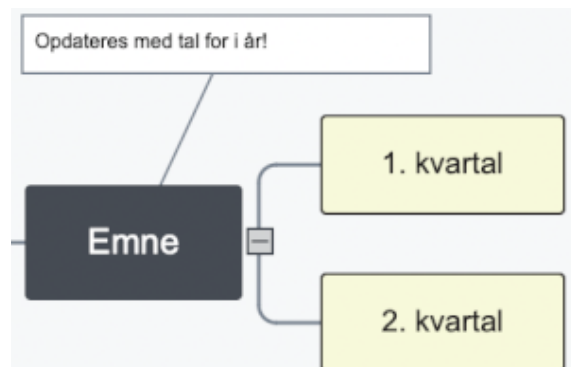 Opdateres med tal for i år!
1. kvartal
Emne
2. kvartal